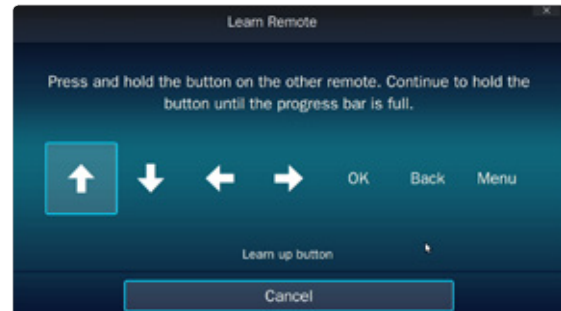 Learn Remote
Press and hold the button on the other remote. Continue to hold the
button until the progress bar is full.
OK Back Menu
Learn up button
Cancel